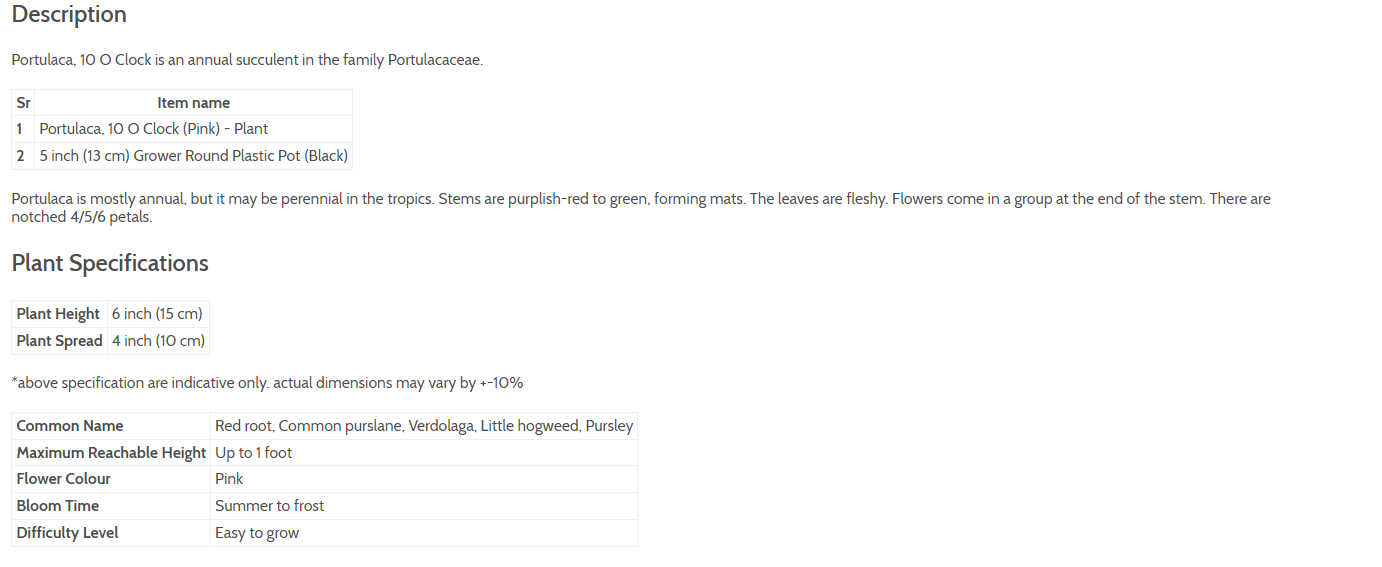 Description
Portulaca, 10 O Clock is an annual succulent in the family Portulacaceae.
Sr Item name
1 Portulaca, 10 O Clock (Pink) - Plant
2 5 inch (13 cm) Grower Round Plastic Pot (Black)
Portulaca is mostly annual, but it may be perennial in the tropics. Stems are purplish-red to green, forming mats. The leaves are fleshy. Flowers come in a group at the end of the stem. There are
notched 4/5/6 petals.
Plant Specifications
Plant Height 6 inch (15 cm)
Plant Spread 4 inch (10 cm)
*above specification are indicative only. actual dimensions may vary by +-10%
Common Name Red root, Common purslane, Verdolaga, Little hogweed, Pursley
Maximum Reachable Height Up to 1 foot
Flower Colour Pink
Bloom Time Summer to frost
Difficulty Level Easy to grow